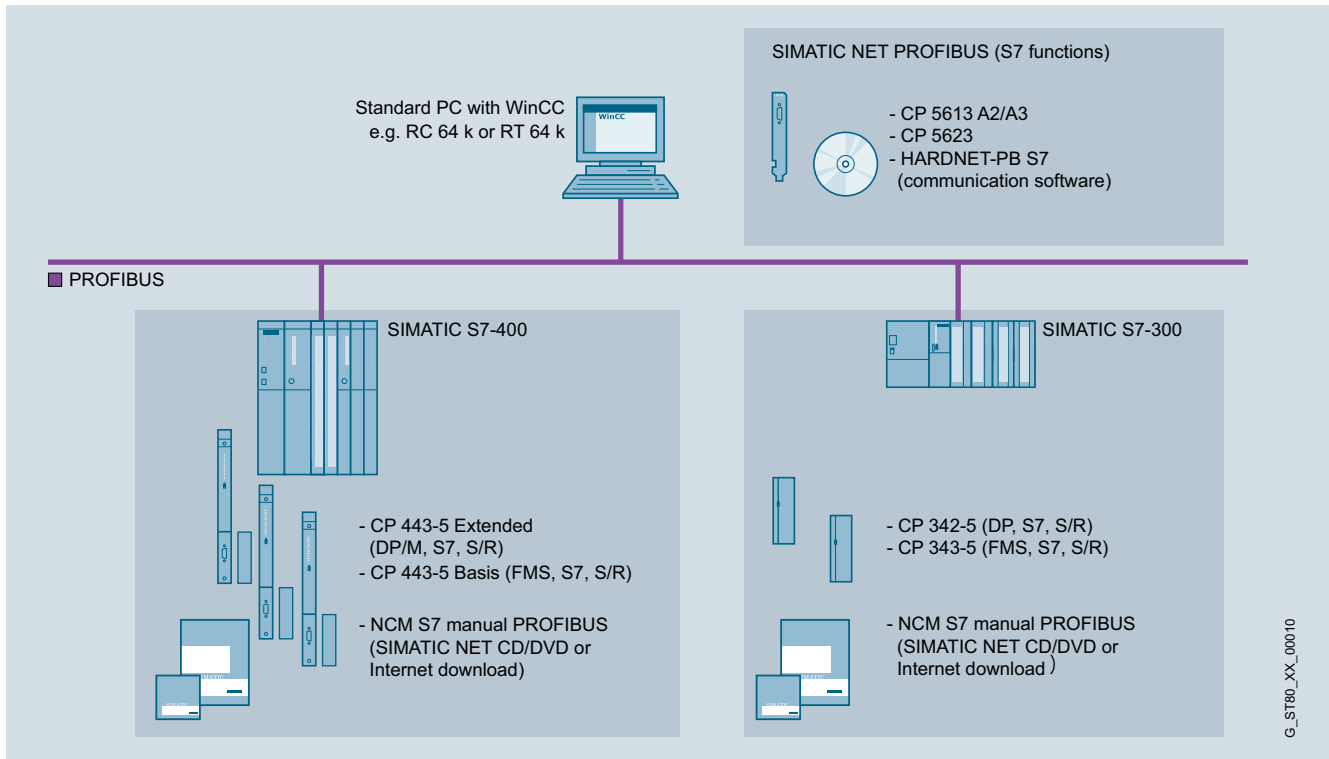 SIMATIC NET PROFIBUS (S7 functions)
- CP 5613 A2/A3
- CP 5623
- HARDNET-PB S7
(communication software)
Standard PC with WinCC
e.g. RC 64 k or RT 64 k
WinCC
PROFIBUS
SIMATIC S7-400
- CP 443-5 Extended
(DP/M, S7, S/R)
- CP 443-5 Basis (FMS, S7, S/R)
- NCM S7 manual PROFIBUS
(SIMATIC NET CD/DVD or
Internet download)
SIMATIC
SIMATIC
SIMATIC S7-300
- CP 342-5 (DP, S7, S/R)
- CP 343-5 (FMS, S7, S/R)
- NCM S7 manual PROFIBUS
(SIMATIC NET CD/DVD or
Internet download )
SIMATIC
SIMATIC
G_ST80_XX_00010